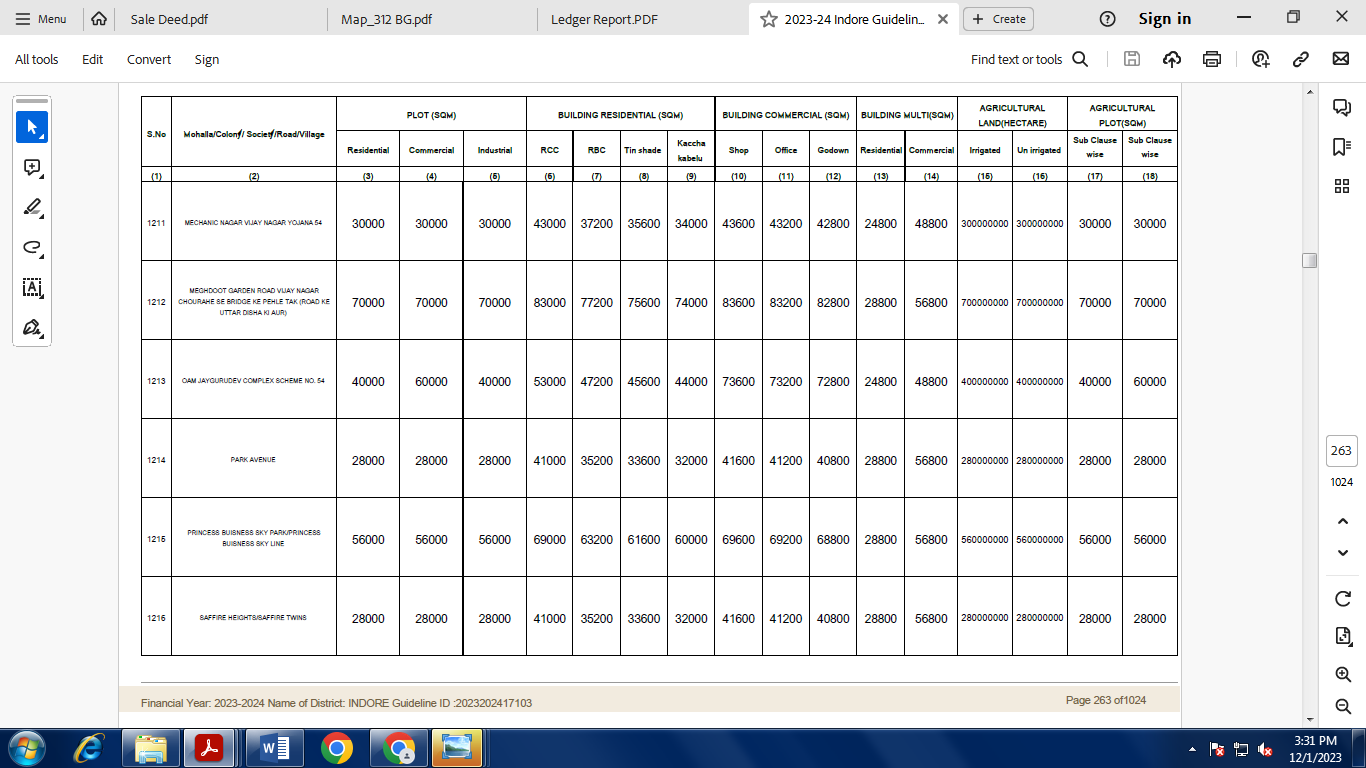 Menu Sale Deed.pdf Map_312 BG.pdf Ledger Report.PDF 2023-24 Indore Guidelin... Create Sign in
All tools Edit Convert Sign Find text or tools
S.No Mohalla/Colony/ Society/Road/Village PLOT (SQM) BUILDING RESIDENTIAL (SQM) BUILDING COMMERCIAL (SQM) BUILDING MULTI(SQM) AGRICULTURAL LAND(HECTARE) AGRICULTURAL PLOT(SQM)
Residential Commercial Industrial RCC RBC Tin shade Kaccha kabelu Shop Office Godown Residential Commercial Irrigated Un irrigated Sub Clause wise Sub Clause wise
(1) (2) (3) (4) (5) (6) (7) (8) (9) (10) (11) (12) (13) (14) (15) (16) (17) (18)
1211 MECHANIC NAGAR VIJAY NAGAR YOJANA 54 30000 30000 30000 43000 37200 35600 34000 43600 43200 42800 24800 48800 300000000 300000000 30000 30000
1212 MEGHDOOT GARDEN ROAD VIJAY NAGAR
CHOURAHE SE BRIDGE KE PEHLE TAK (ROAD KE
UTTAR DISHA KI AUR) 70000 70000 70000 83000 77200 75600 74000 83600 83200 82800 28800 56800 700000000 700000000 70000 70000
1213 OAM JAYGURUDEV COMPLEX SCHEME NO. 54 40000 60000 40000 53000 47200 45600 44000 73600 73200 72800 24800 48800 400000000 400000000 40000 60000
1214 PARK AVENUE 28000 28000 28000 41000 35200 33600 32000 41600 41200 40800 28800 56800 280000000 280000000 28000 28000
1215 PRINCESS BUISNESS SKY PARK/PRINCESS
BUISNESS SKY LINE 56000 56000 56000 69000 63200 61600 60000 69600 69200 68800 28800 56800 560000000 560000000 56000 56000
1216 SAFFIRE HEIGHTS/SAFFIRE TWINS 28000 28000 28000 41000 35200 33600 32000 41600 41200 40800 28800 56800 280000000 280000000 28000 28000
Financial Year: 2023-2024 Name of District: INDORE Guideline ID :2023202417103 Page 263 of1024
263
1024
3:31 PM
12/1/2023